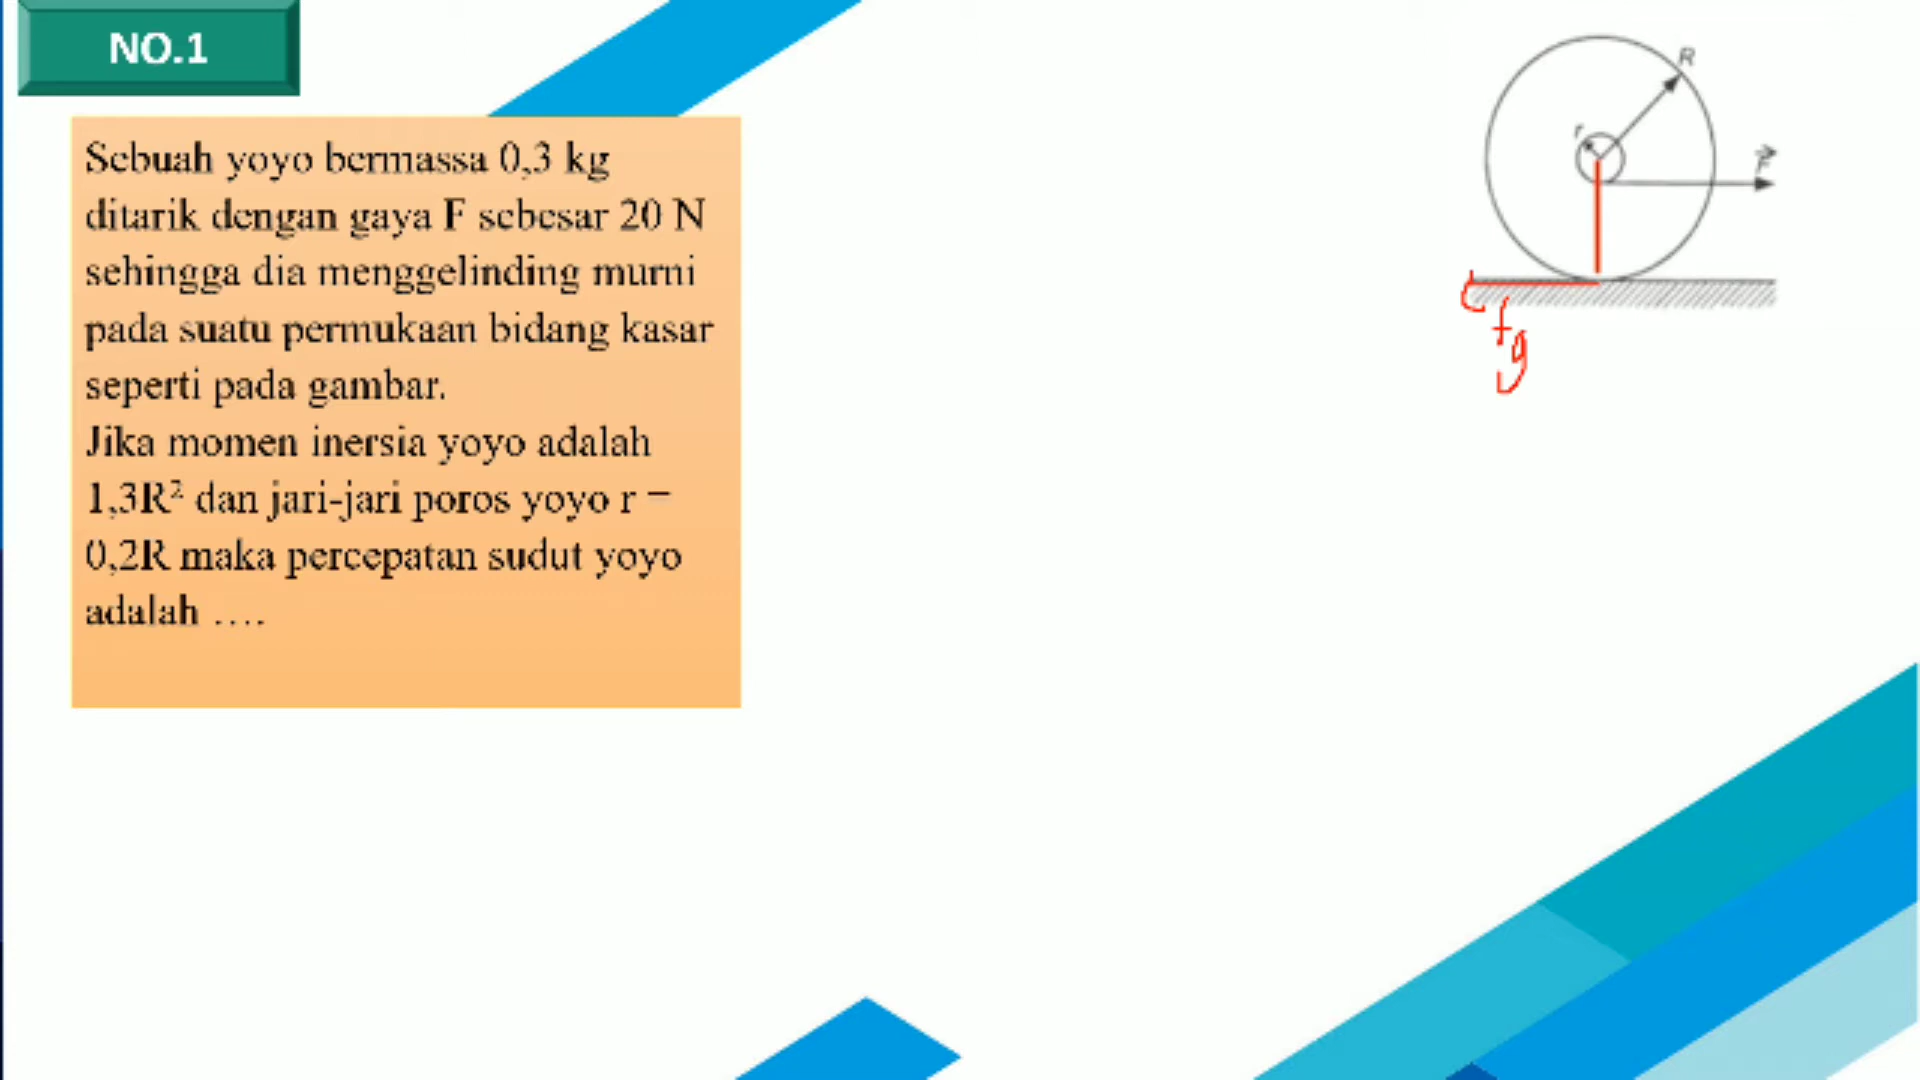 NO.1
Sebuah yoyo bermassa 0,3 kg
ditarik dengan gaya F sebesar 20 N
sehingga dia menggelinding murni
pada suatu permukaan bidang kasar
seperti pada gambar.
Jika momen inersia yoyo adalah
1,3R² dan jari-jari poros yoyo r =
0,2R maka percepatan sudut yoyo
adalah ….
R
r
F
fg